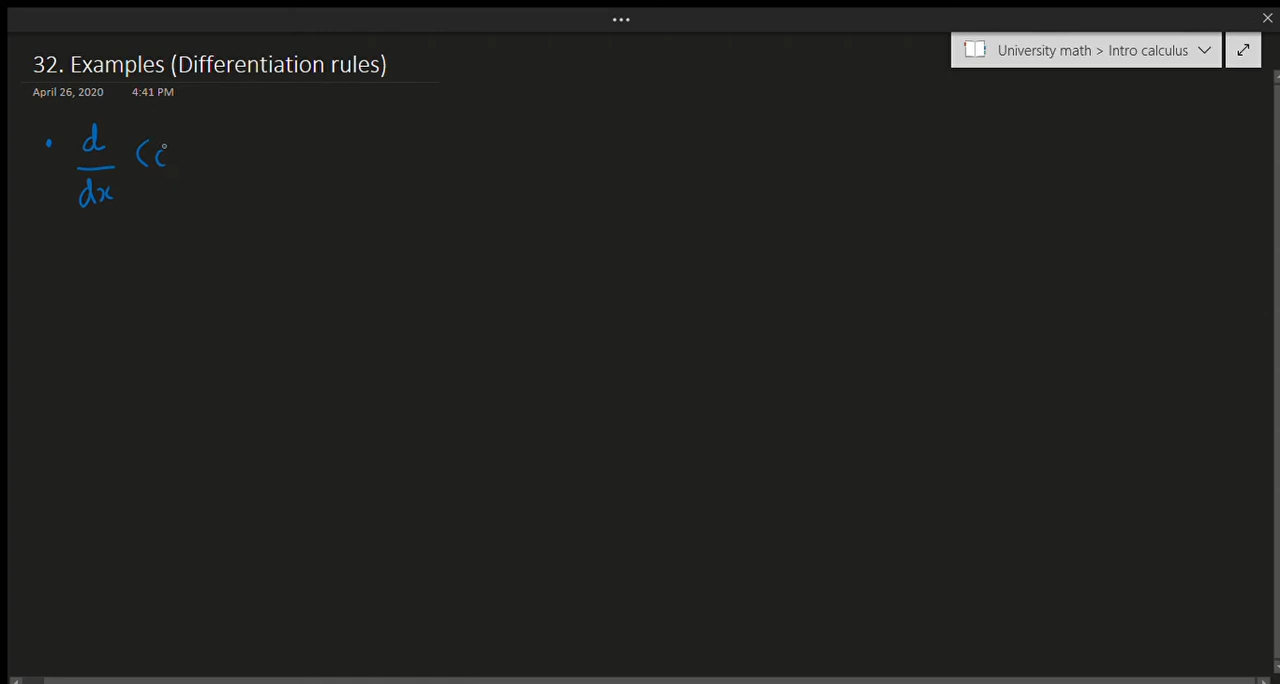 32. Examples (Differentiation rules)
University math > Intro calculus
April 26, 2020 4:41 PM
• d/dx (c